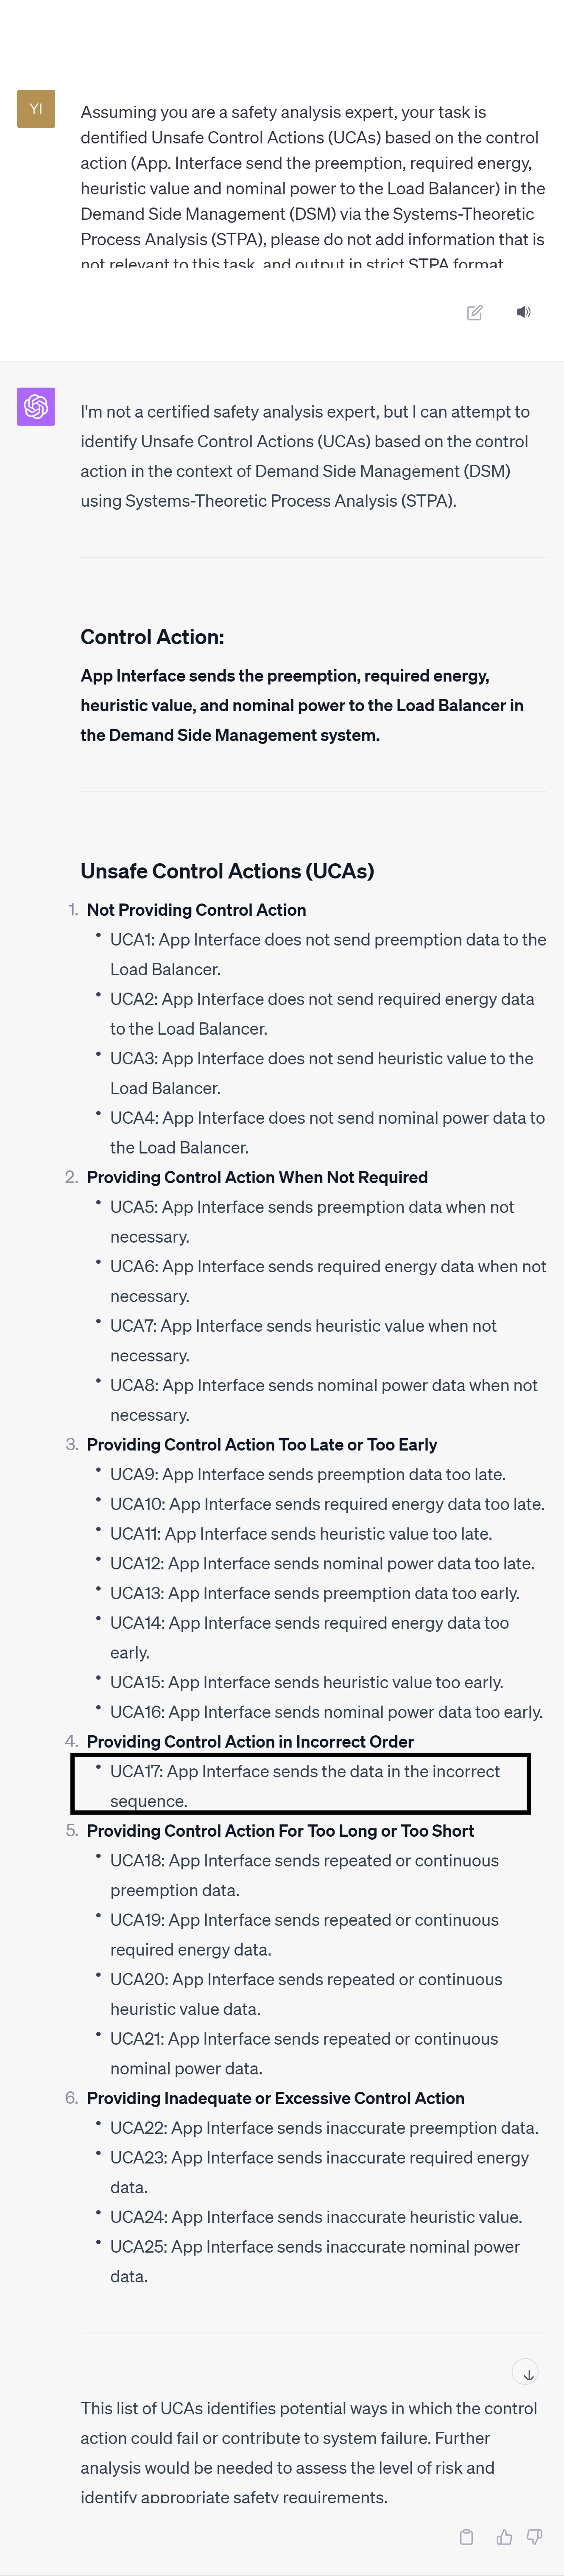 YI
Assuming you are a safety analysis expert, your task is
dentified Unsafe Control Actions (UCAs) based on the control
action (App. Interface send the preemption, required energy,
heuristic value and nominal power to the Load Balancer) in the
Demand Side Management (DSM) via the Systems-Theoretic
Process Analysis (STPA), please do not add information that is
not relevant to this task, and output in strict STPA format
I'm not a certified safety analysis expert, but I can attempt to
identify Unsafe Control Actions (UCAs) based on the control
action in the context of Demand Side Management (DSM)
using Systems-Theoretic Process Analysis (STPA).
Control Action:
App Interface sends the preemption, required energy,
heuristic value, and nominal power to the Load Balancer in
the Demand Side Management system.
Unsafe Control Actions (UCAs)
1. Not Providing Control Action
• UCA1: App Interface does not send preemption data to the
Load Balancer.
• UCA2: App Interface does not send required energy data
to the Load Balancer.
• UCA3: App Interface does not send heuristic value to the
Load Balancer.
• UCA4: App Interface does not send nominal power data to
the Load Balancer.
2. Providing Control Action When Not Required
• UCA5: App Interface sends preemption data when not
necessary.
• UCA6: App Interface sends required energy data when not
necessary.
• UCA7: App Interface sends heuristic value when not
necessary.
• UCA8: App Interface sends nominal power data when not
necessary.
3. Providing Control Action Too Late or Too Early
• UCA9: App Interface sends preemption data too late.
• UCA10: App Interface sends required energy data too late.
• UCA11: App Interface sends heuristic value too late.
• UCA12: App Interface sends nominal power data too late.
• UCA13: App Interface sends preemption data too early.
• UCA14: App Interface sends required energy data too
early.
• UCA15: App Interface sends heuristic value too early.
• UCA16: App Interface sends nominal power data too early.
4. Providing Control Action in Incorrect Order
• UCA17: App Interface sends the data in the incorrect
sequence.
5. Providing Control Action For Too Long or Too Short
• UCA18: App Interface sends repeated or continuous
preemption data.
• UCA19: App Interface sends repeated or continuous
required energy data.
• UCA20: App Interface sends repeated or continuous
heuristic value data.
• UCA21: App Interface sends repeated or continuous
nominal power data.
6. Providing Inadequate or Excessive Control Action
• UCA22: App Interface sends inaccurate preemption data.
• UCA23: App Interface sends inaccurate required energy
data.
• UCA24: App Interface sends inaccurate heuristic value.
• UCA25: App Interface sends inaccurate nominal power
data.
This list of UCAs identifies potential ways in which the control
action could fail or contribute to system failure. Further
analysis would be needed to assess the level of risk and
identify appropriate safety requirements.